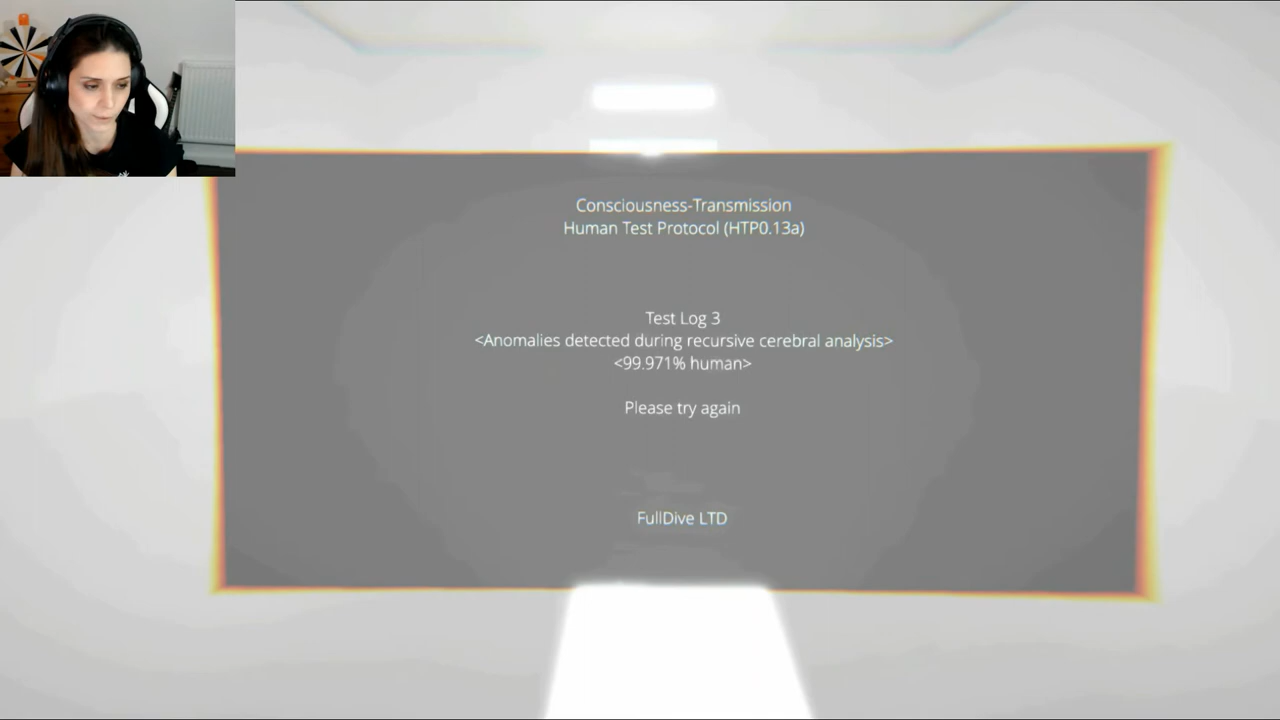 Consciousness-Transmission
Human Test Protocol (HTP0.13a)
Test Log 3
<Anomalies detected during recursive cerebral analysis>
<99.971% human>
Please try again
FullDive LTD